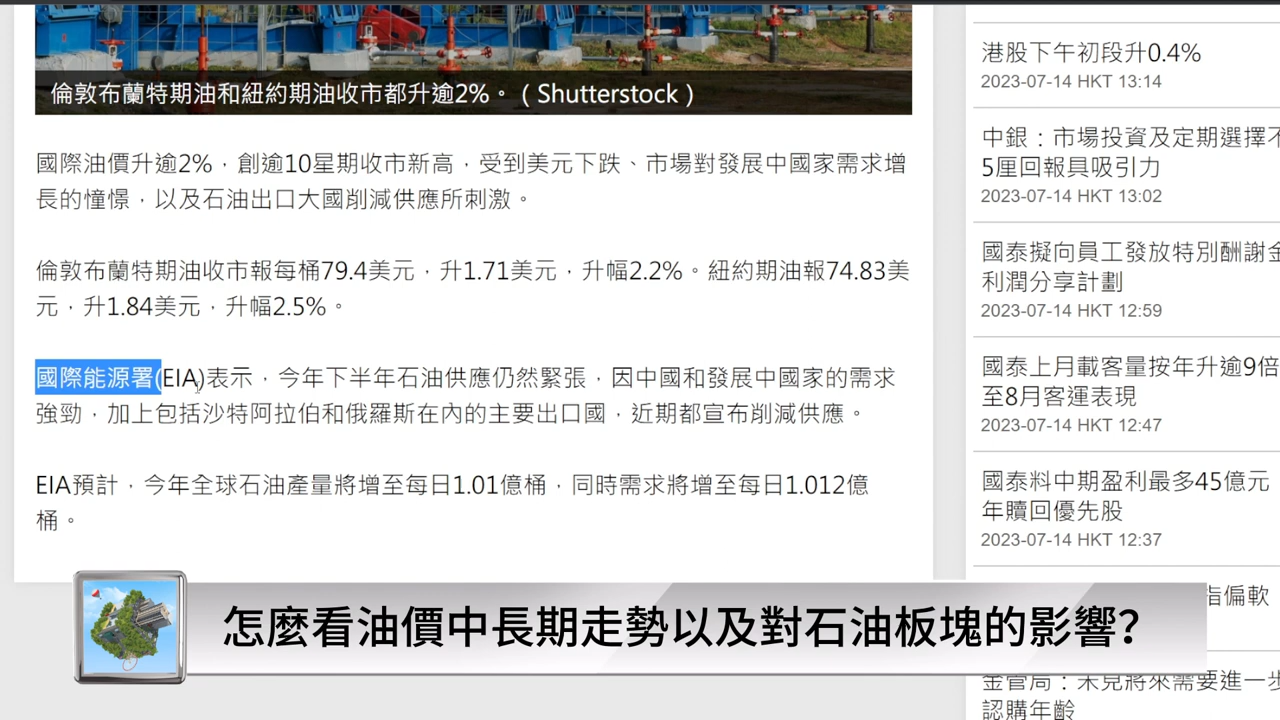 倫敦布蘭特期油和紐約期油收市都升逾2%。（Shutterstock）
國際油價升逾2%，創逾10星期收市新高，受到美元下跌、市場對發展中國家需求增
長的憧憬，以及石油出口大國削減供應所刺激。
倫敦布蘭特期油收市報每桶79.4美元，升1.71美元，升幅2.2%。紐約期油報74.83美
元，升1.84美元，升幅2.5%。
國際能源署(EIA)表示，今年下半年石油供應仍然緊張，因中國和發展中國家的需求
強勁，加上包括沙特阿拉伯和俄羅斯在內的主要出口國，近期都宣布削減供應。
EIA預計，今年全球石油產量將增至每日1.01億桶，同時需求將增至每日1.012億
桶。
港股下午初段升0.4%
2023-07-14 HKT 13:14
中銀：市場投資及定期選擇不
5厘回報具吸引力
2023-07-14 HKT 13:02
國泰擬向員工發放特別酬謝金
利潤分享計劃
2023-07-14 HKT 12:59
國泰上月載客量按年升逾9倍
至8月客運表現
2023-07-14 HKT 12:47
國泰料中期盈利最多45億元
年贖回優先股
2023-07-14 HKT 12:37
指偏軟
金管局：未見將來需要進一步
認購年齡
怎麼看油價中長期走勢以及對石油板塊的影響？